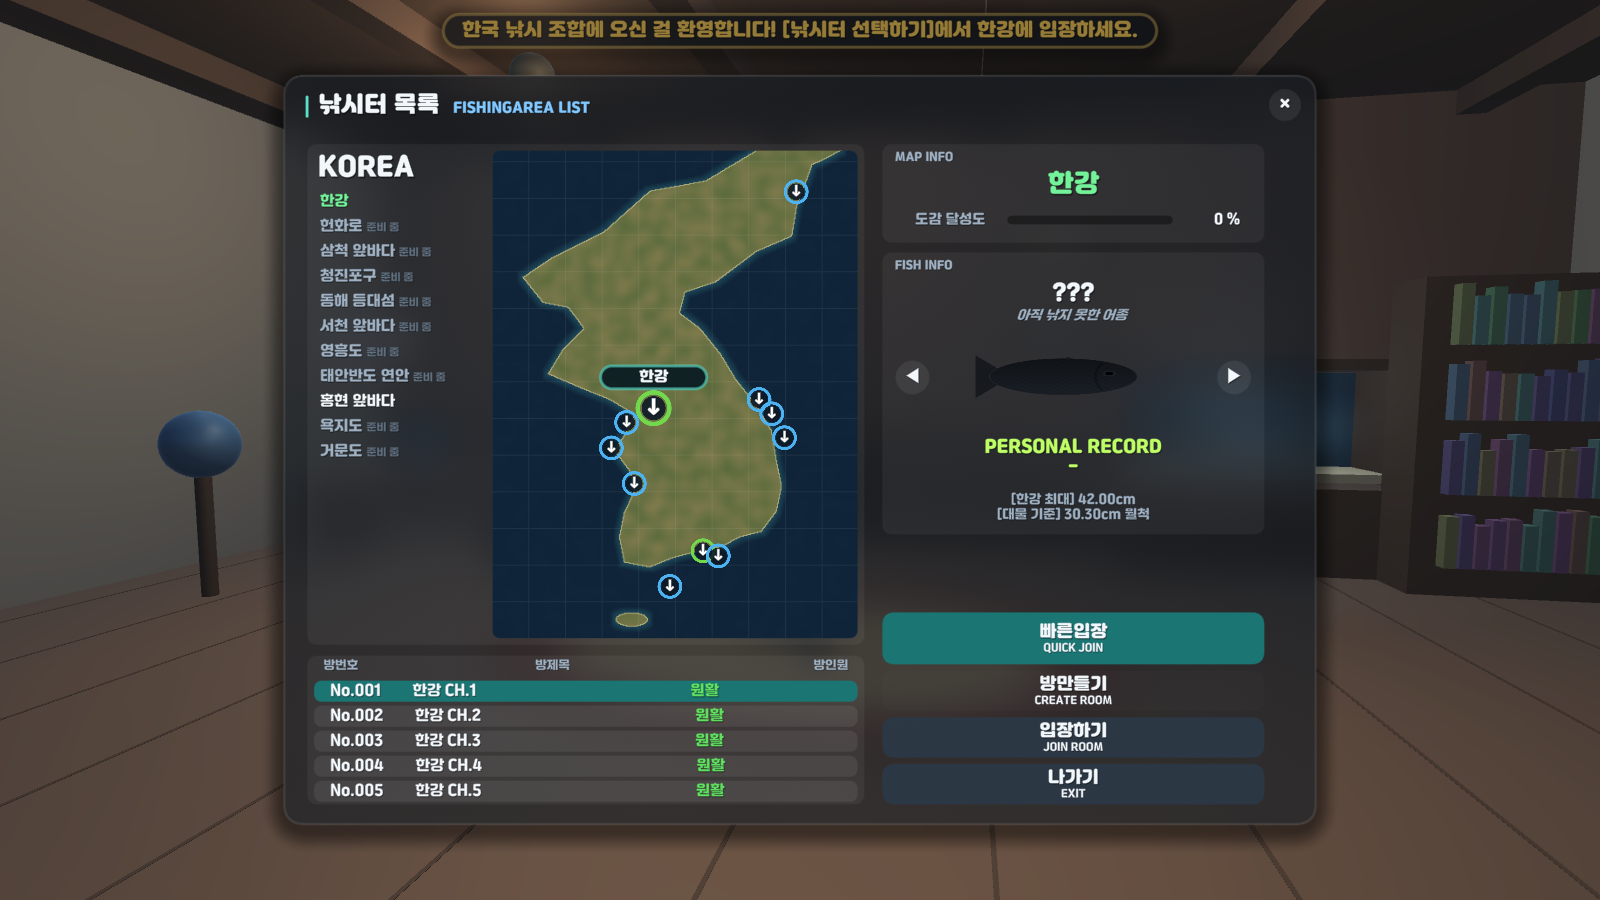 한국 낚시 조합에 오신 걸 환영합니다! [낚시터 선택하기]에서 한강에 입장하세요.
낚시터 목록 FISHINGAREA LIST
KOREA
한강
헌화로 준비 중
삼척 앞바다 준비 중
청진포구 준비 중
동해 등대섬 준비 중
서천 앞바다 준비 중
영흥도 준비 중
태안반도 연안 준비 중
홍현 앞바다
욕지도 준비 중
거문도 준비 중
한강
MAP INFO
한강
도감 달성도 0 %
FISH INFO
???
아직 낚지 못한 어종
PERSONAL RECORD
–
[한강 최대] 42.00cm
[대물 기준] 30.30cm 월척
방번호 방제목 방인원
No.001 한강 CH.1 원활
No.002 한강 CH.2 원활
No.003 한강 CH.3 원활
No.004 한강 CH.4 원활
No.005 한강 CH.5 원활
빠른입장
QUICK JOIN
방만들기
CREATE ROOM
입장하기
JOIN ROOM
나가기
EXIT